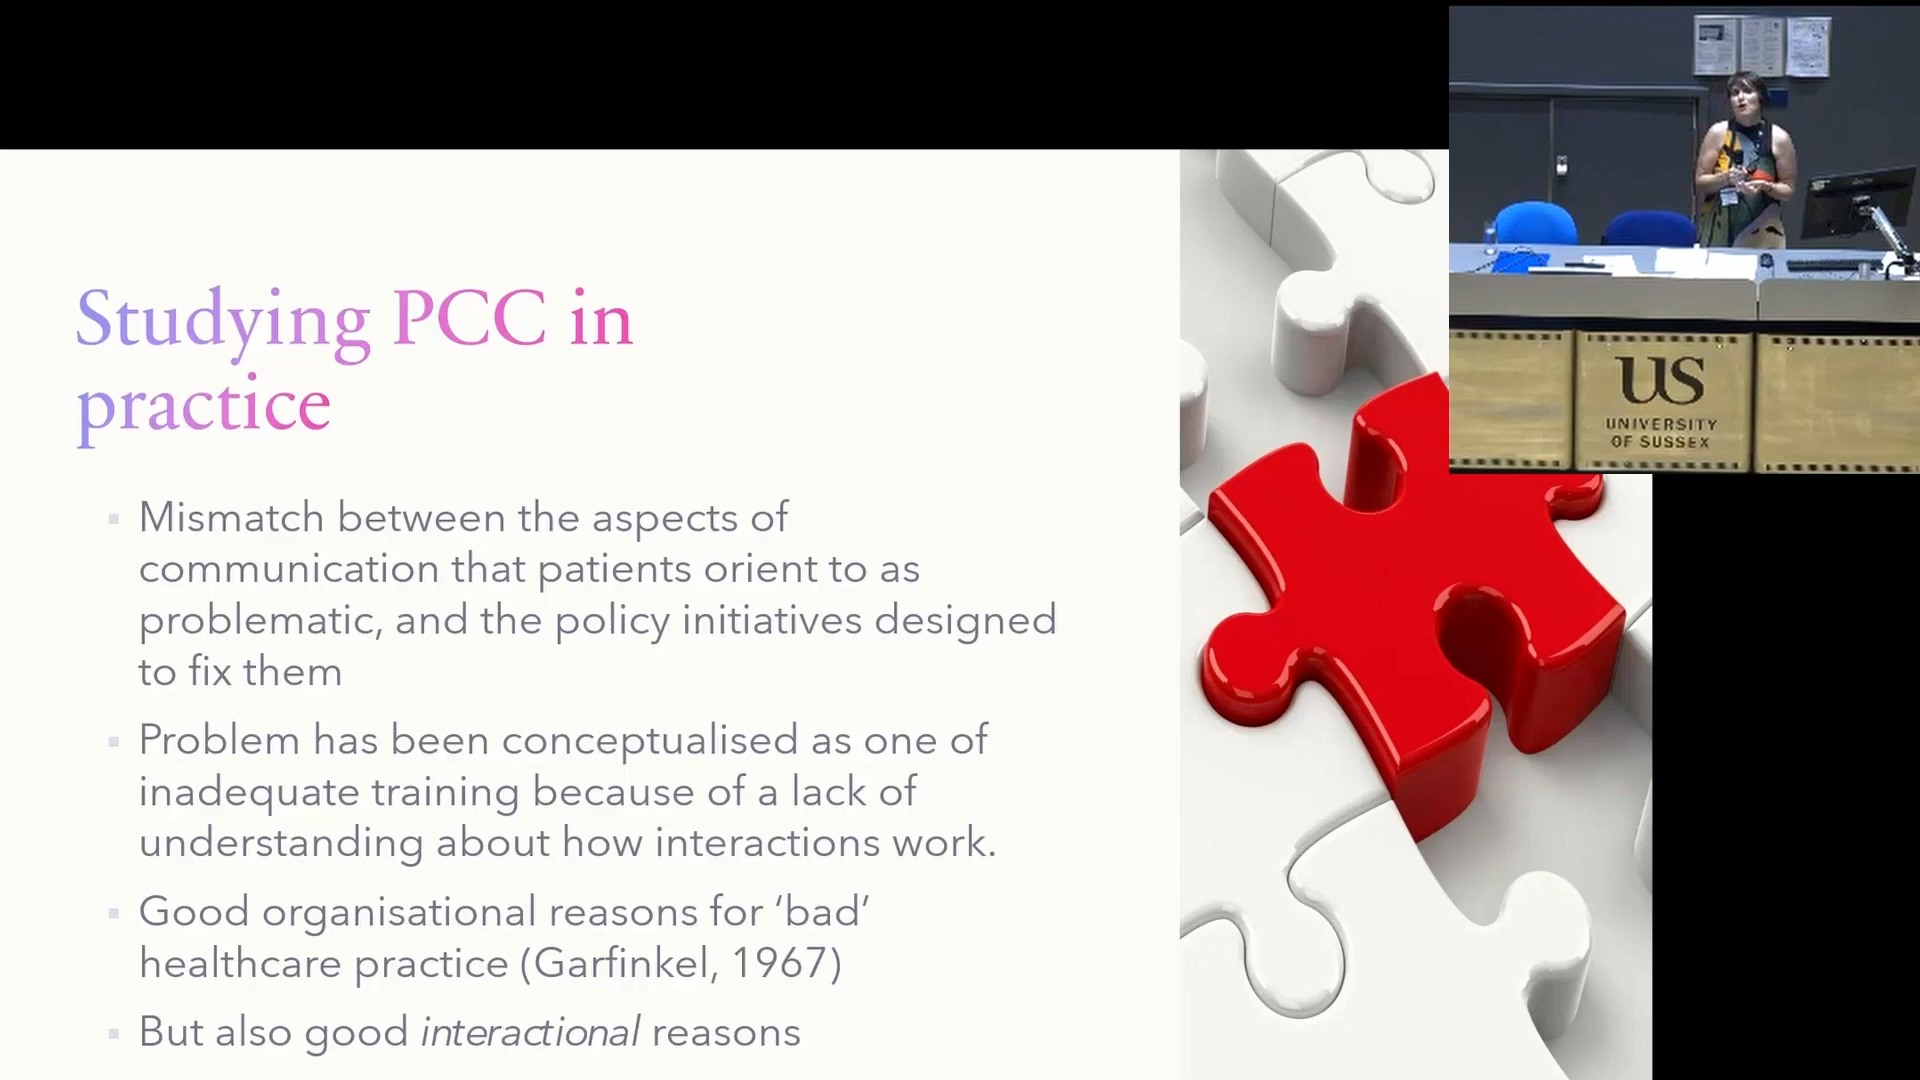 Studying PCC in
practice
Mismatch between the aspects of
communication that patients orient to as
problematic, and the policy initiatives designed
to fix them
Problem has been conceptualised as one of
inadequate training because of a lack of
understanding about how interactions work.
Good organisational reasons for ‘bad’
healthcare practice (Garfinkel, 1967)
But also good interactional reasons
US
UNIVERSITY
OF SUSSEX